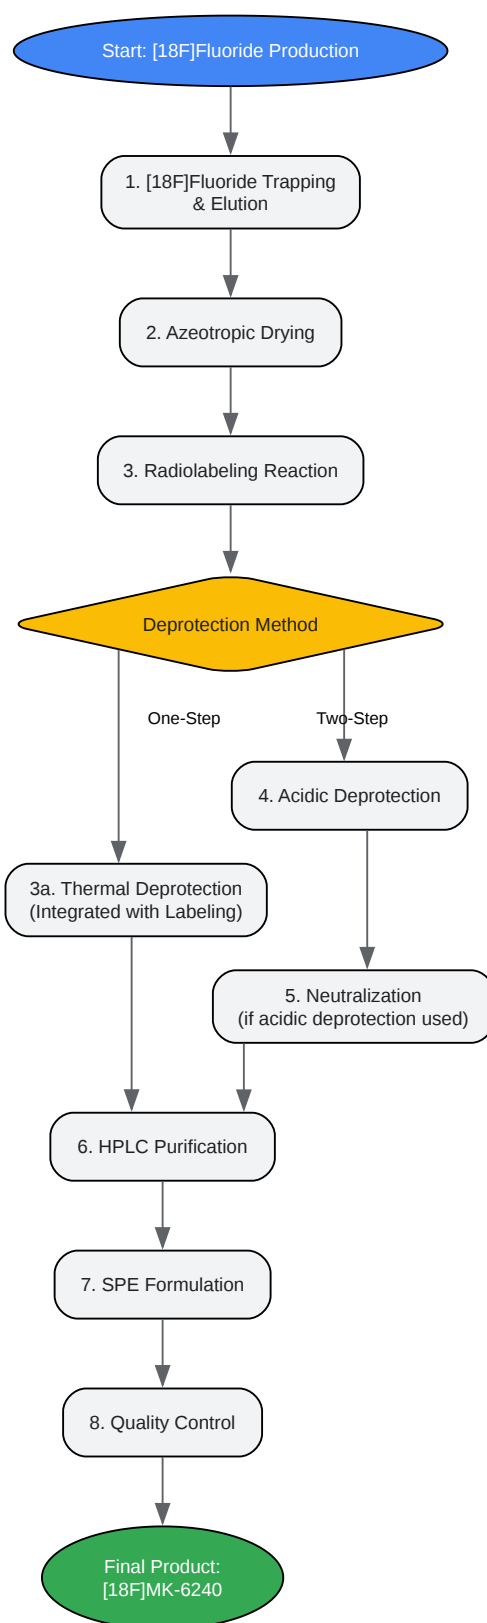 Start: [18F]Fluoride Production
1. [18F]Fluoride Trapping
& Elution
2. Azeotropic Drying
3. Radiolabeling Reaction
Deprotection Method
One-Step
Two-Step
4. Acidic Deprotection
3a. Thermal Deprotection
(Integrated with Labeling)
5. Neutralization
(if acidic deprotection used)
6. HPLC Purification
7. SPE Formulation
8. Quality Control
Final Product:
[18F]MK-6240